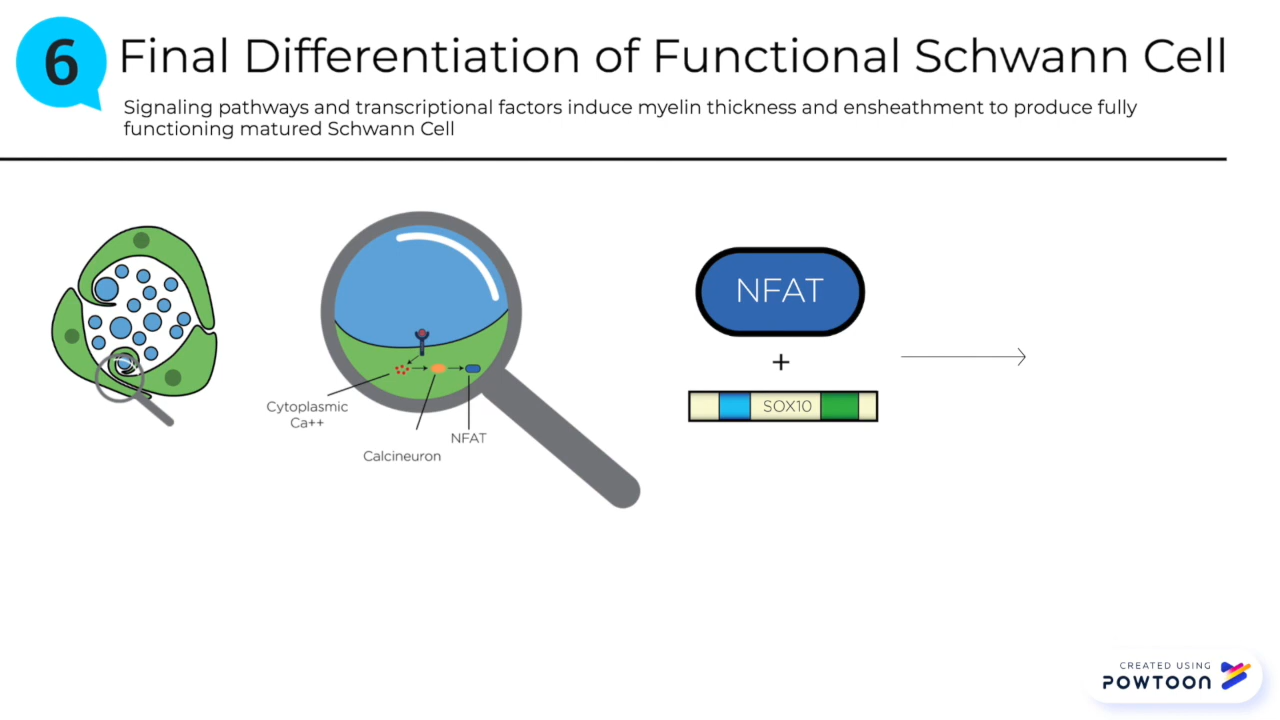 6
Final Differentiation of Functional Schwann Cell
Signaling pathways and transcriptional factors induce myelin thickness and ensheathment to produce fully
functioning matured Schwann Cell
Cytoplasmic
Ca++
Calcineuron
NFAT
NFAT
+
SOX10
CREATED USING
POWTOON